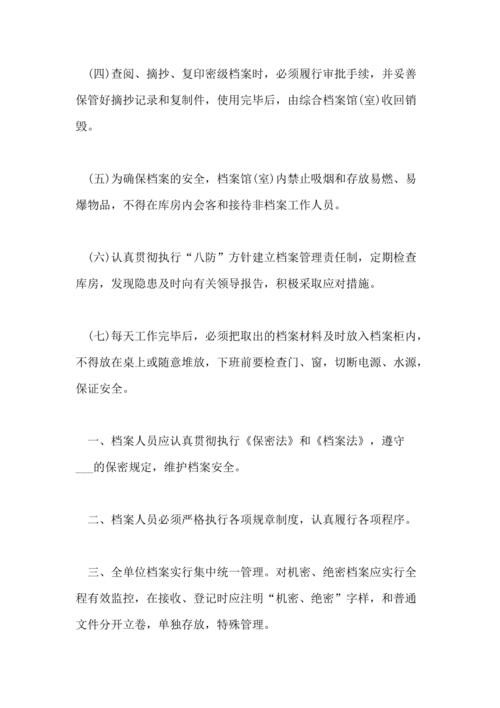 (四)查阅、摘抄、复印密级档案时，必须履行审批手续，并妥善
保管好摘抄记录和复制件，使用完毕后，由综合档案馆(室)收回销
毁。
(五)为确保档案的安全，档案馆(室)内禁止吸烟和存放易燃、易
爆物品，不得在库房内会客和接待非档案工作人员。
(六)认真贯彻执行“八防”方针建立档案管理责任制，定期检查
库房，发现隐患及时向有关领导报告，积极采取应对措施。
(七)每天工作完毕后，必须把取出的档案材料及时放入档案柜内，
不得放在桌上或随意堆放，下班前要检查门、窗，切断电源、水源，
保证安全。
一、档案人员应认真贯彻执行《保密法》和《档案法》，遵守
___的保密规定，维护档案安全。
二、档案人员必须严格执行各项规章制度，认真履行各项程序。
三、全单位档案实行集中统一管理。对机密、绝密档案应实行全
程有效监控，在接收、登记时应注明“机密、绝密”字样，和普通
文件分开立卷，单独存放，特殊管理。